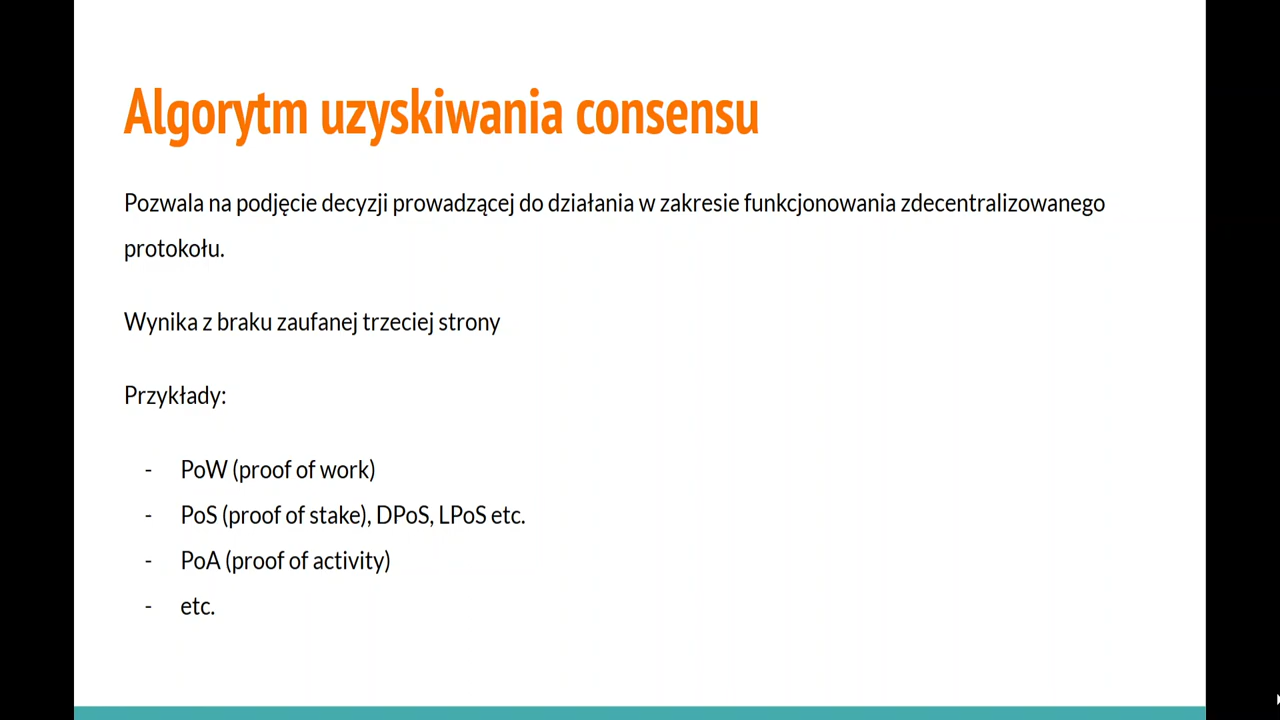 Algorytm uzyskiwania consensu
Pozwala na podjęcie decyzji prowadzącej do działania w zakresie funkcjonowania zdecentralizowanego
protokołu.
Wynika z braku zaufanej trzeciej strony
Przykłady:
- PoW (proof of work)
- PoS (proof of stake), DPoS, LPoS etc.
- PoA (proof of activity)
- etc.